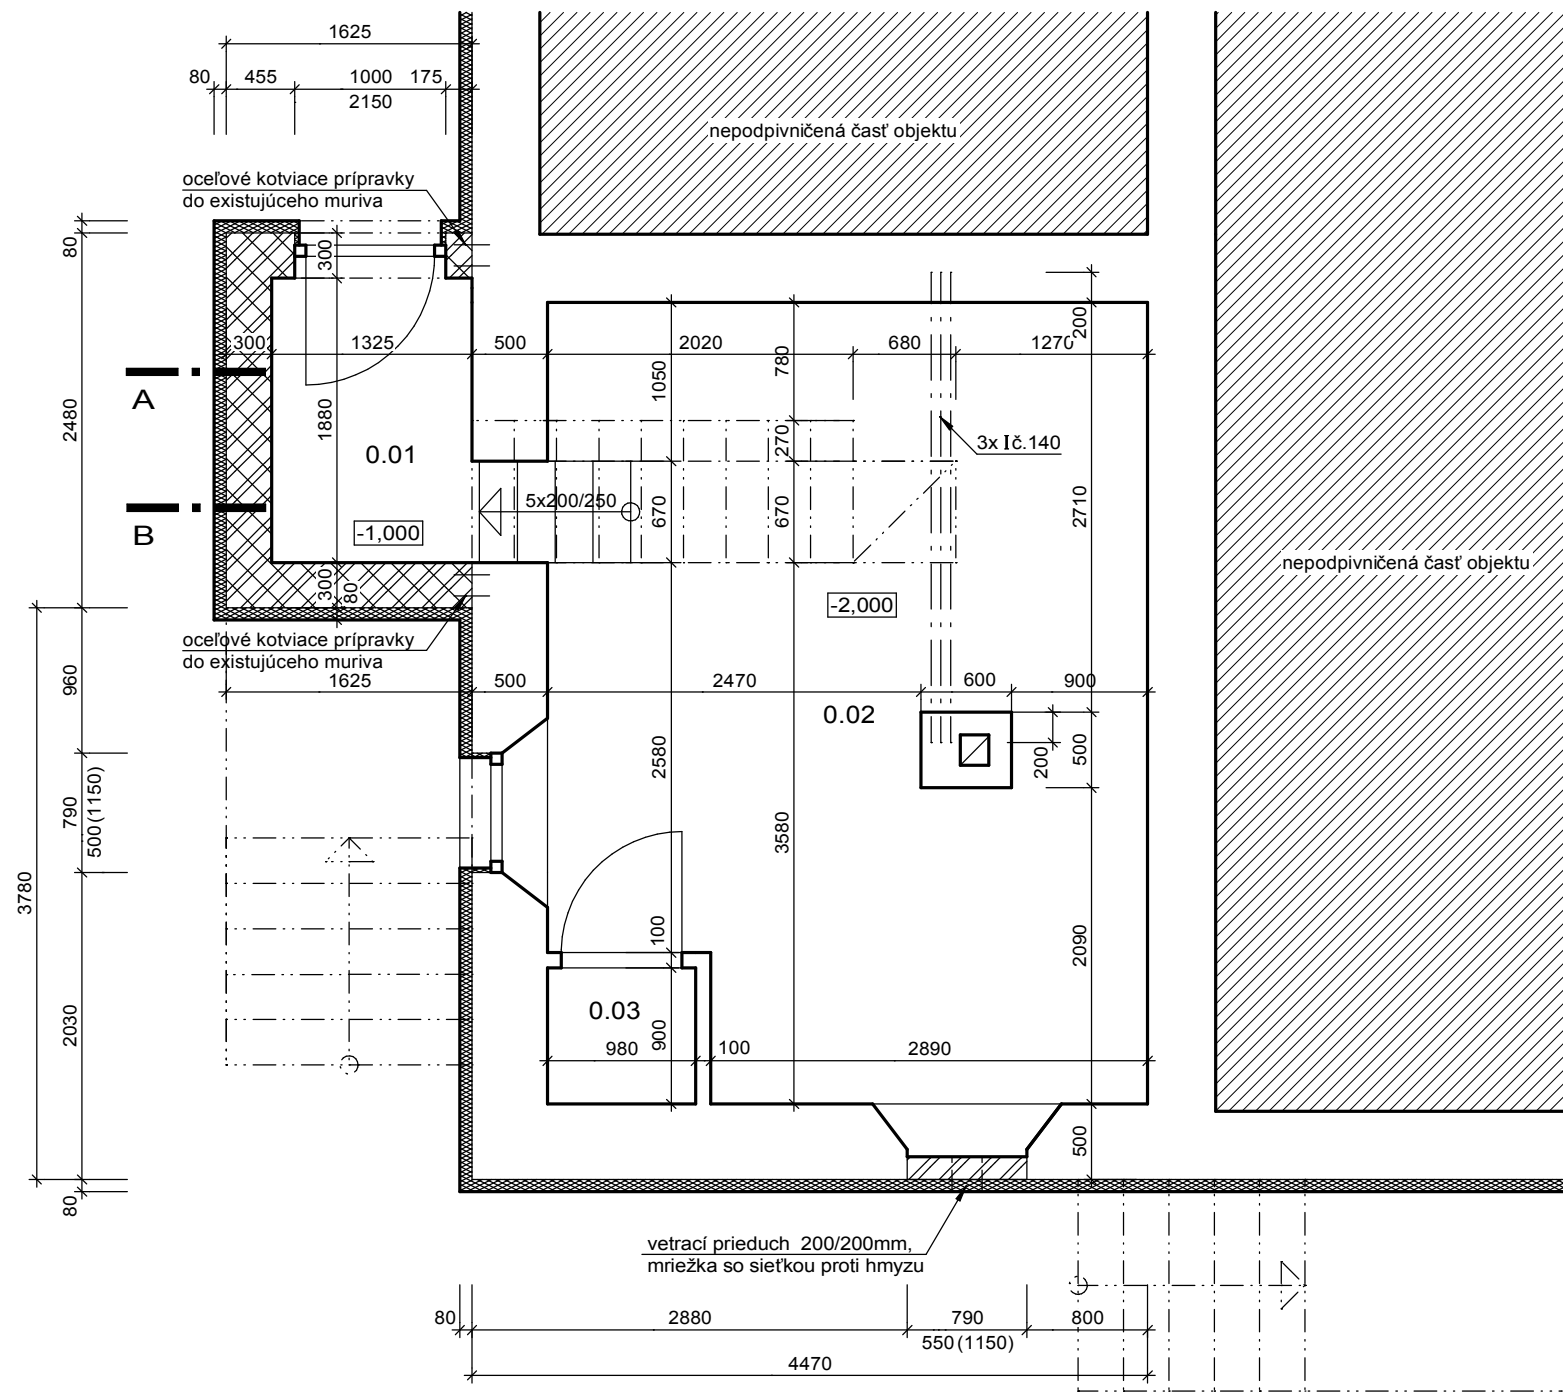 1625
80 455 1000 175
2150
nepodpivničená časť objektu
oceľové kotviace prípravky
do existujúceho muriva
80
300
200
300 1325 500 2020 680 1270
780
1050
A
2480
1880
270
0.01
3x I č.140
5x200/250
670
670
2710
B
-1,000
nepodpivničená časť objektu
300
80
-2,000
oceľové kotviace prípravky
do existujúceho muriva
960
1625 500 2470 600 900
0.02
2580
200
500
790
500(1150)
3580
3780
100
2090
0.03
2030
900
980 100 2890
500
80
vetrací prieduch 200/200mm,
mriežka so sieťkou proti hmyzu
80 2880 790 800
550(1150)
4470